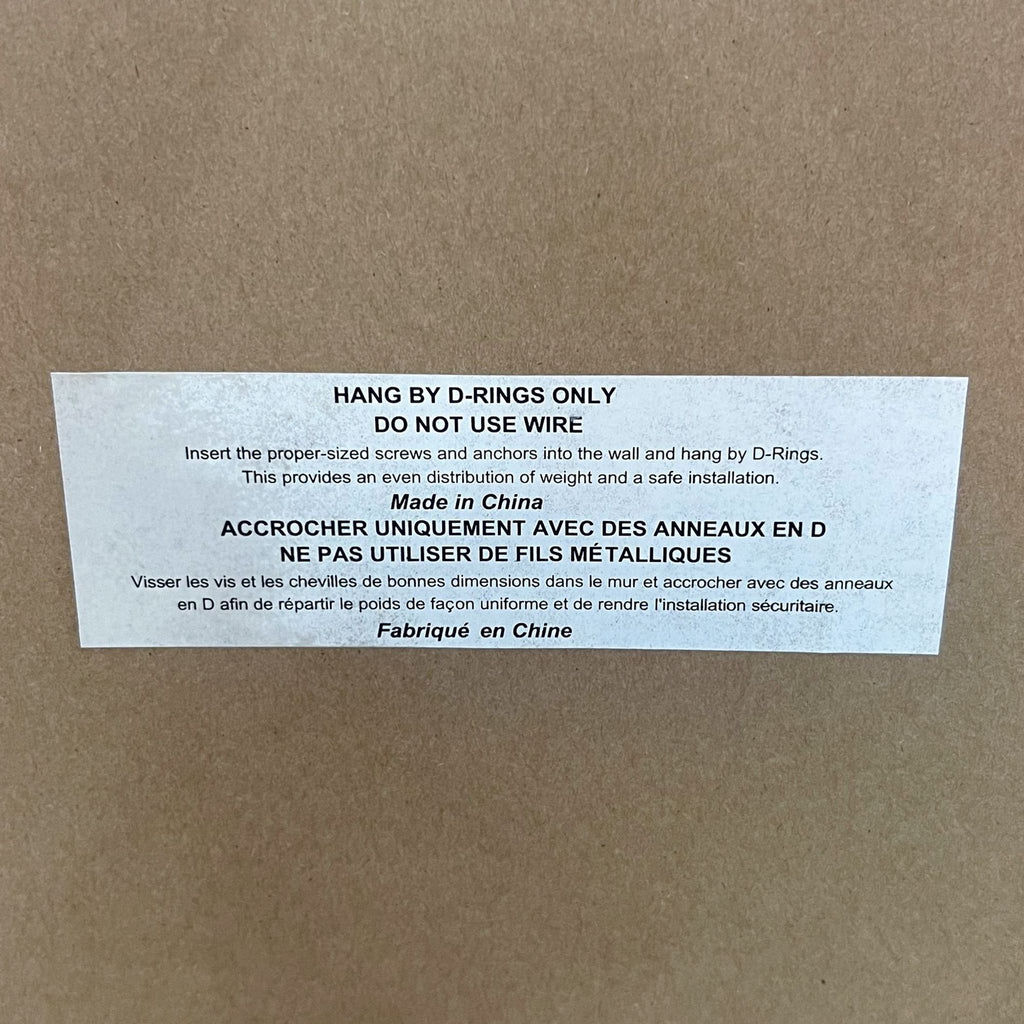 HANG BY D-RINGS ONLY
DO NOT USE WIRE
Insert the proper-sized screws and anchors into the wall and hang by D-Rings.
This provides an even distribution of weight and a safe installation.
Made in China
ACCROCHER UNIQUEMENT AVEC DES ANNEAUX EN D
NE PAS UTILISER DE FILS MÉTALLIQUES
Visser les vis et les chevilles de bonnes dimensions dans le mur et accrocher avec des anneaux
en D afin de répartir le poids de façon uniforme et de rendre l'installation sécuritaire.
Fabriqué en Chine